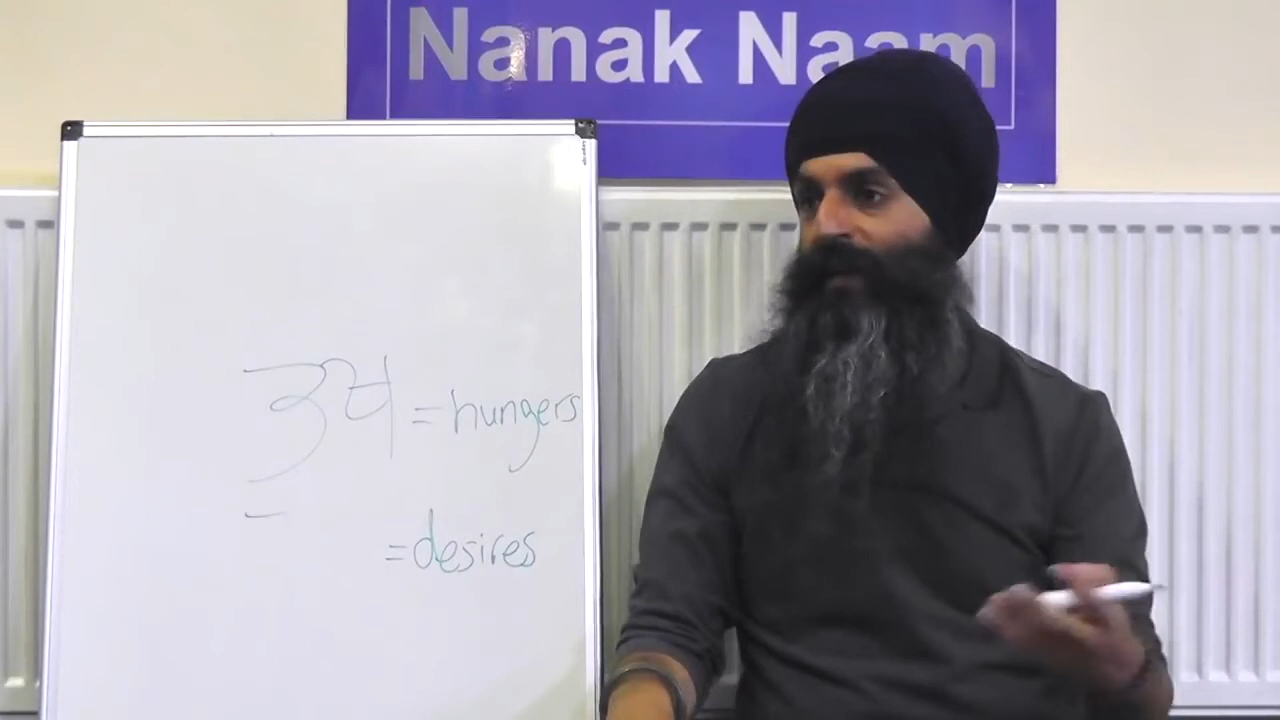 Nanak Naam
ਭੁਖ = hungers
= desires